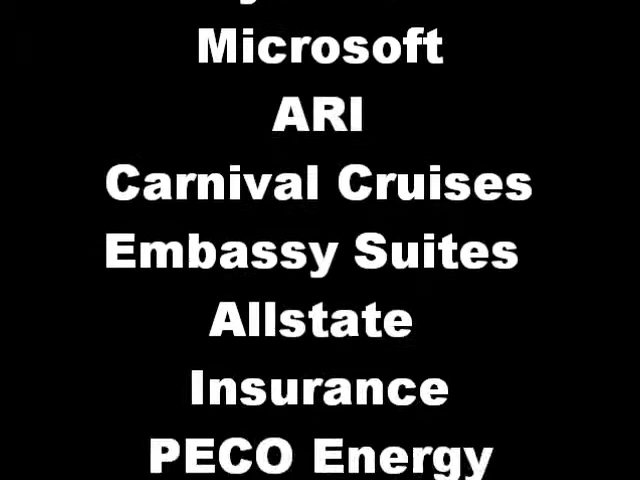 Microsoft
ARI
Carnival Cruises
Embassy Suites
Allstate
Insurance
PECO Energy